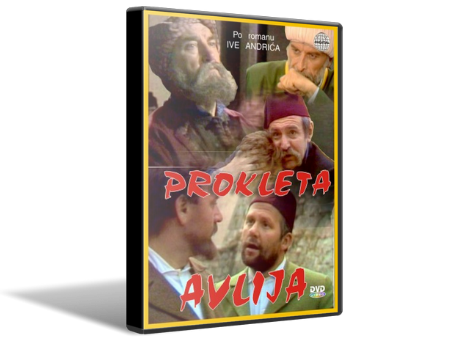 Po romanu
IVE ANDRIĆA
PROKLETA
AVLIJA
DVD